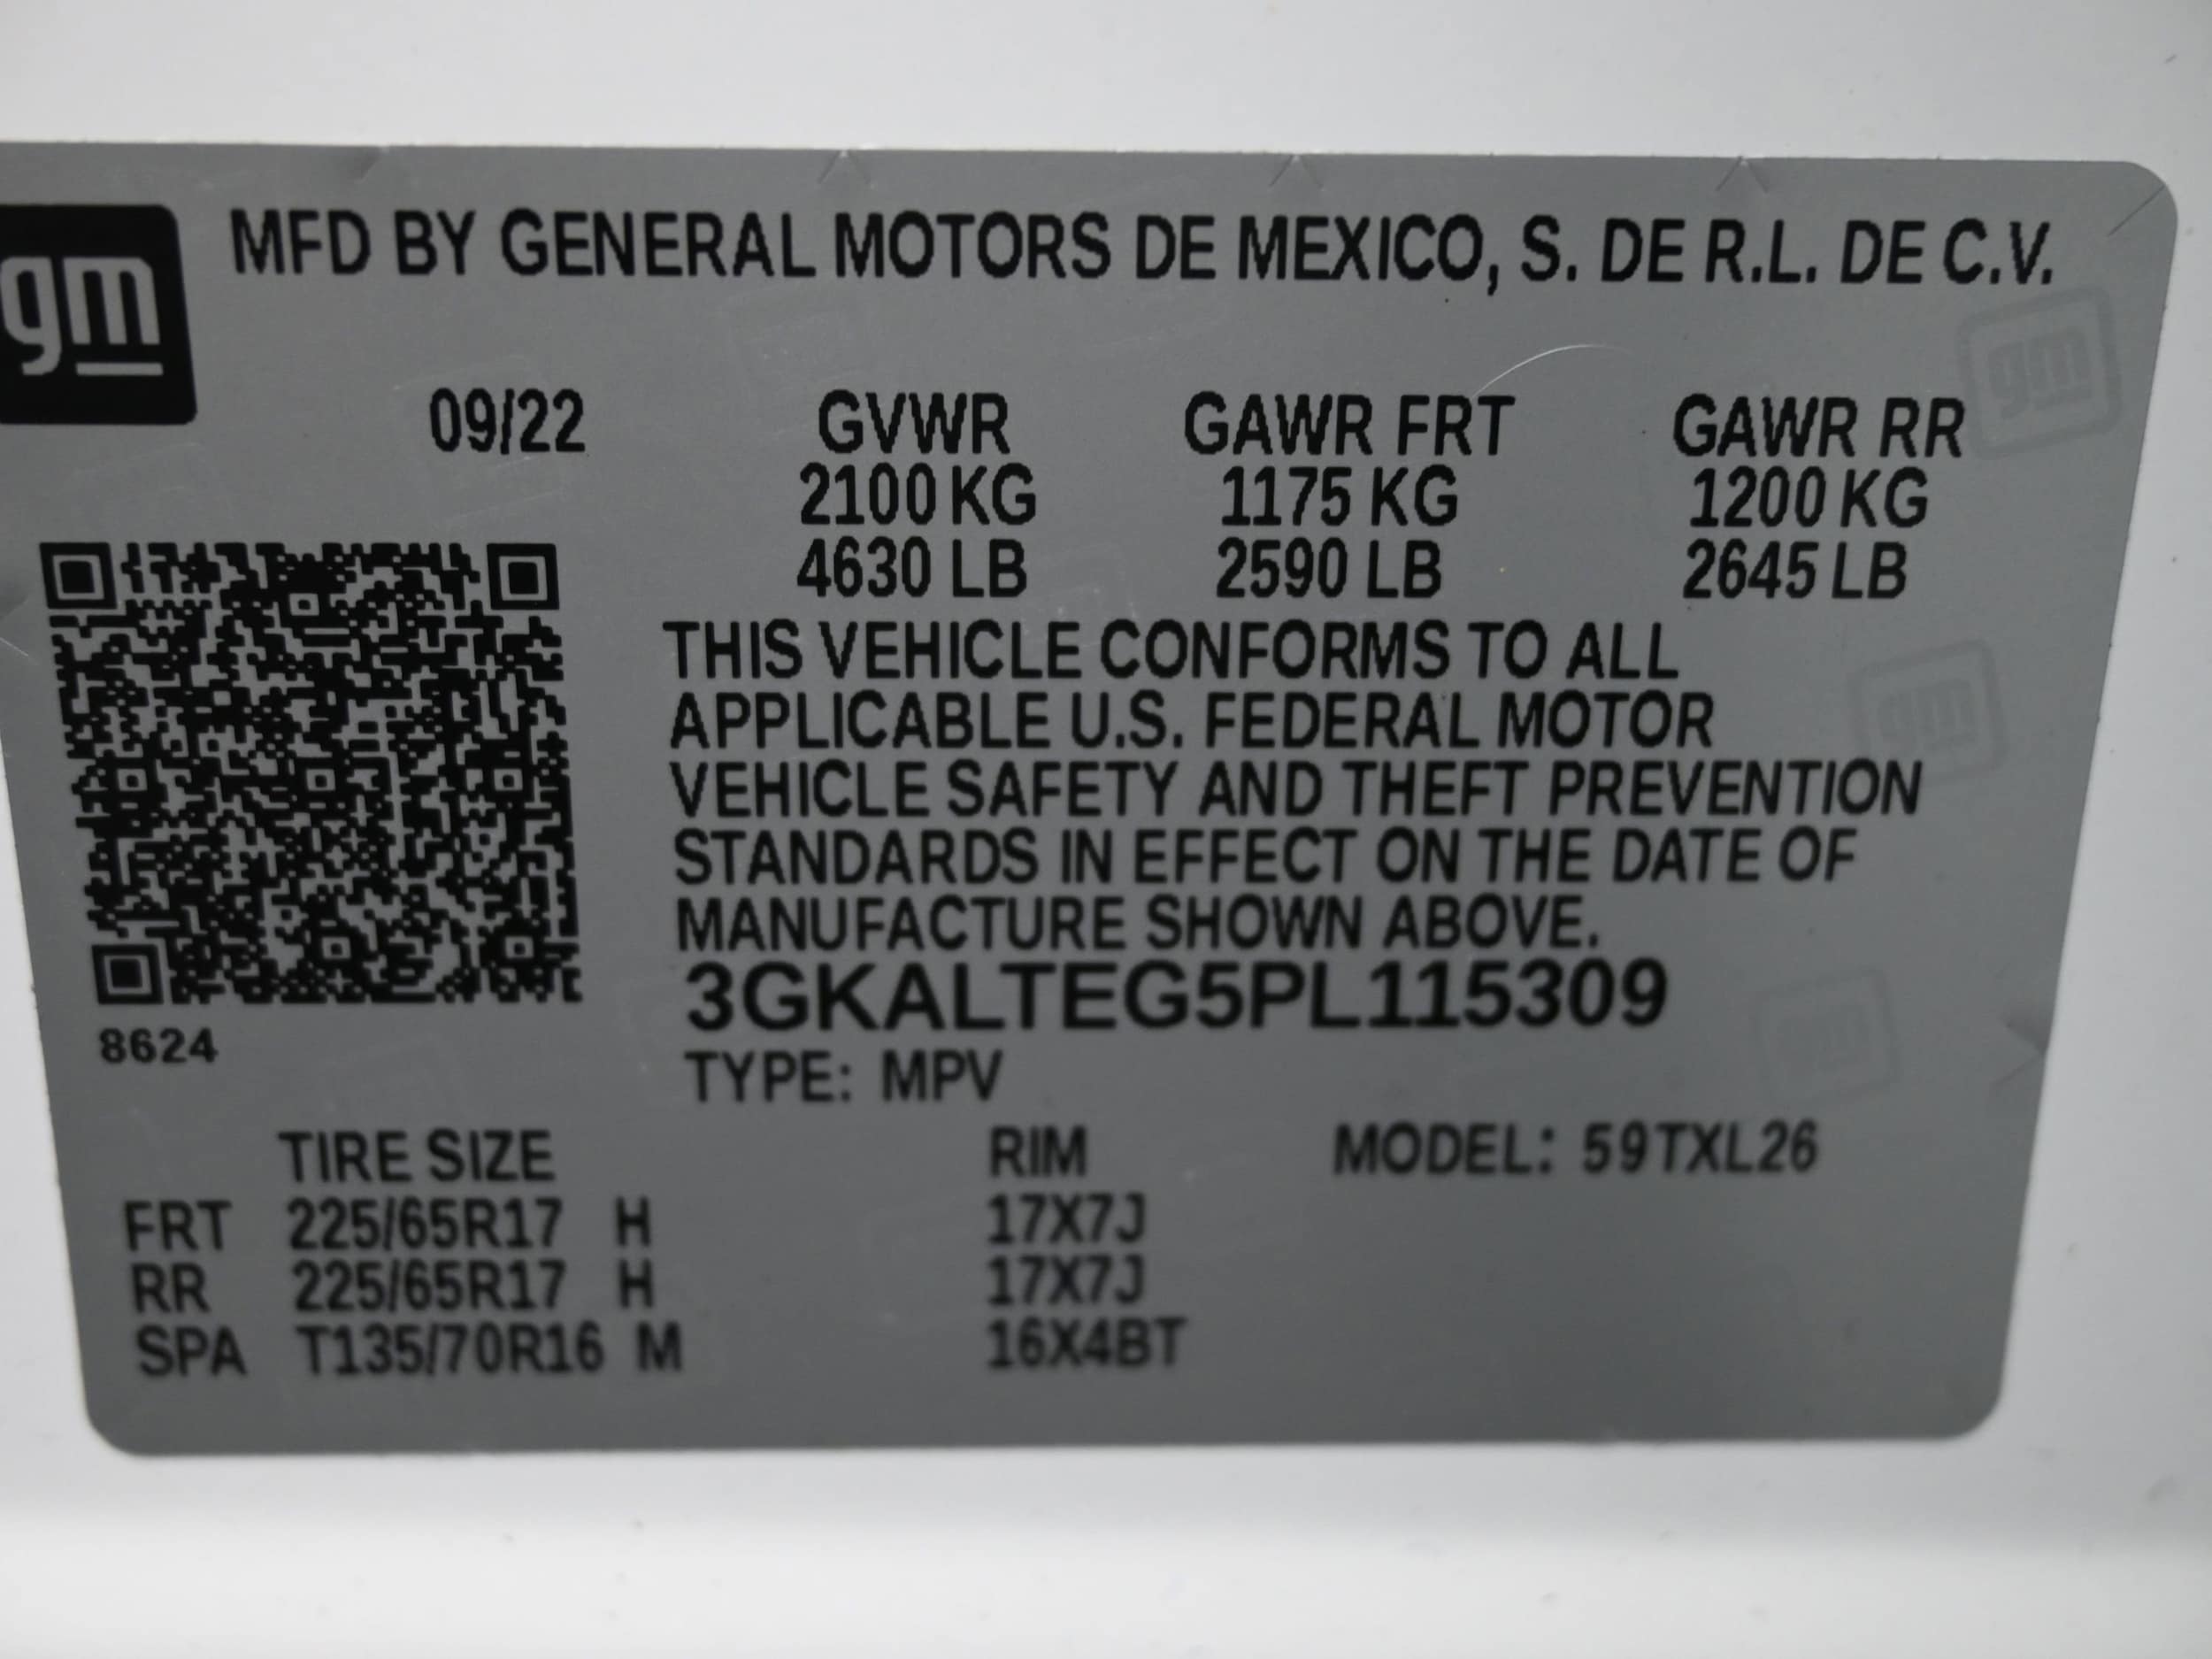 gm
MFD BY GENERAL MOTORS DE MEXICO, S. DE R.L. DE C.V.
09/22 GVWR GAWR FRT GAWR RR
2100 KG 1175 KG 1200 KG
4630 LB 2590 LB 2645 LB
THIS VEHICLE CONFORMS TO ALL
APPLICABLE U.S. FEDERAL MOTOR
VEHICLE SAFETY AND THEFT PREVENTION
STANDARDS IN EFFECT ON THE DATE OF
MANUFACTURE SHOWN ABOVE.
3GKALTEG5PL115309
8624
TYPE: MPV
TIRE SIZE RIM MODEL: 59TXL26
FRT 225/65R17 H 17X7J
RR 225/65R17 H 17X7J
SPA T135/70R16 M 16X4BT
gm
gm
gm